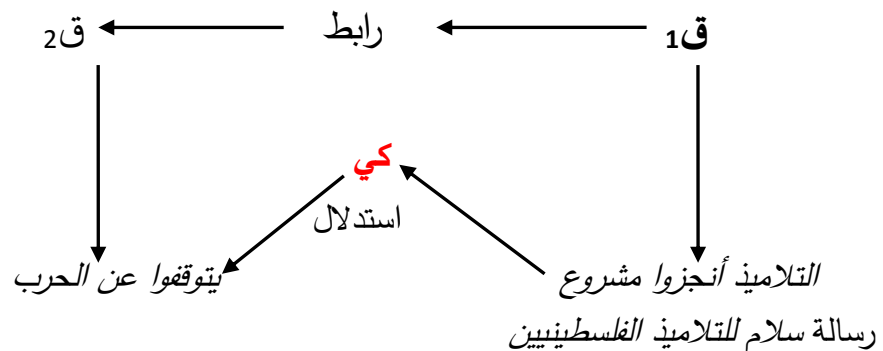 ق1 رابط ق2
كي
استدلال
التلاميذ أنجزوا مشروع يتوقفوا عن الحرب
رسالة سلام للتلاميذ الفلسطينيين